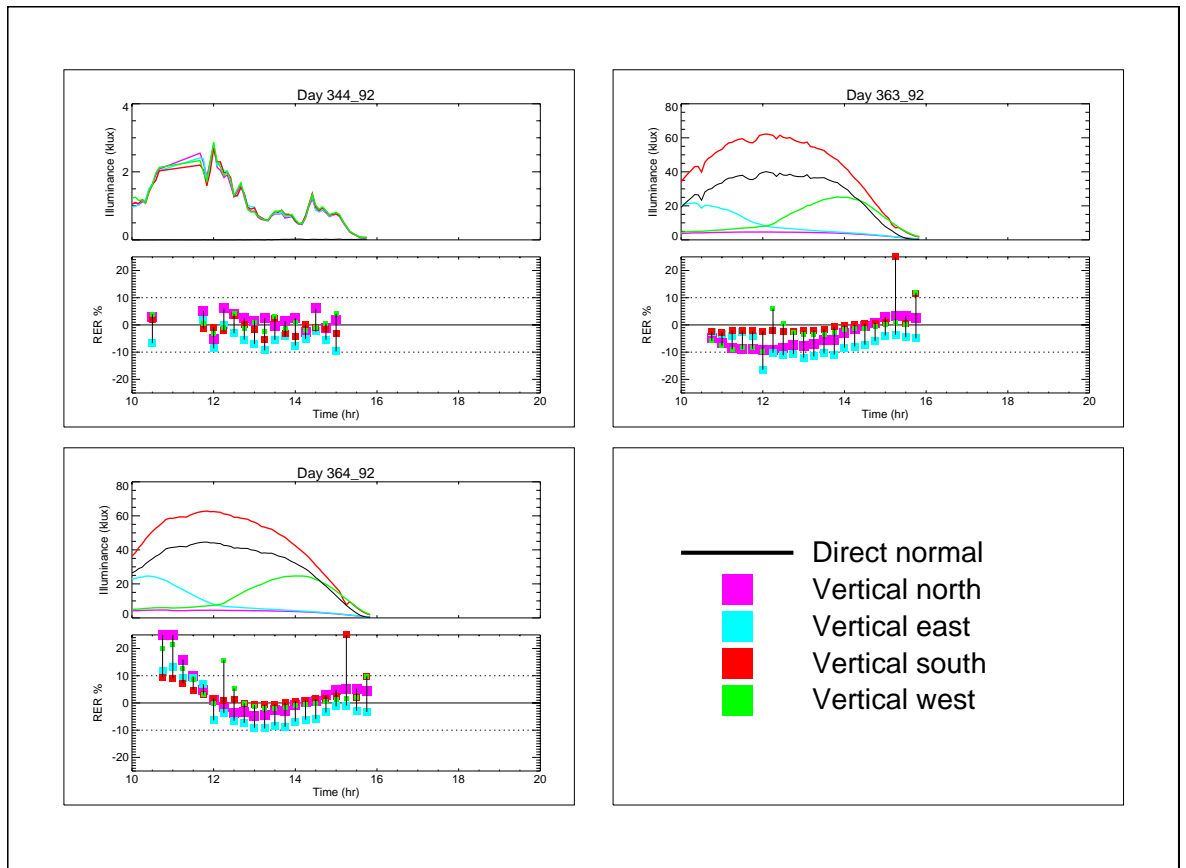 Day 344_92
Illuminance (klux)
4
2
0
RER %
20
10
0
-10
-20
10 12 14 16 18 20
Time (hr)
Day 363_92
Illuminance (klux)
80
60
40
20
0
RER %
20
10
0
-10
-20
10 12 14 16 18 20
Time (hr)
Day 364_92
Illuminance (klux)
80
60
40
20
0
RER %
20
10
0
-10
-20
10 12 14 16 18 20
Time (hr)
Direct normal
Vertical north
Vertical east
Vertical south
Vertical west